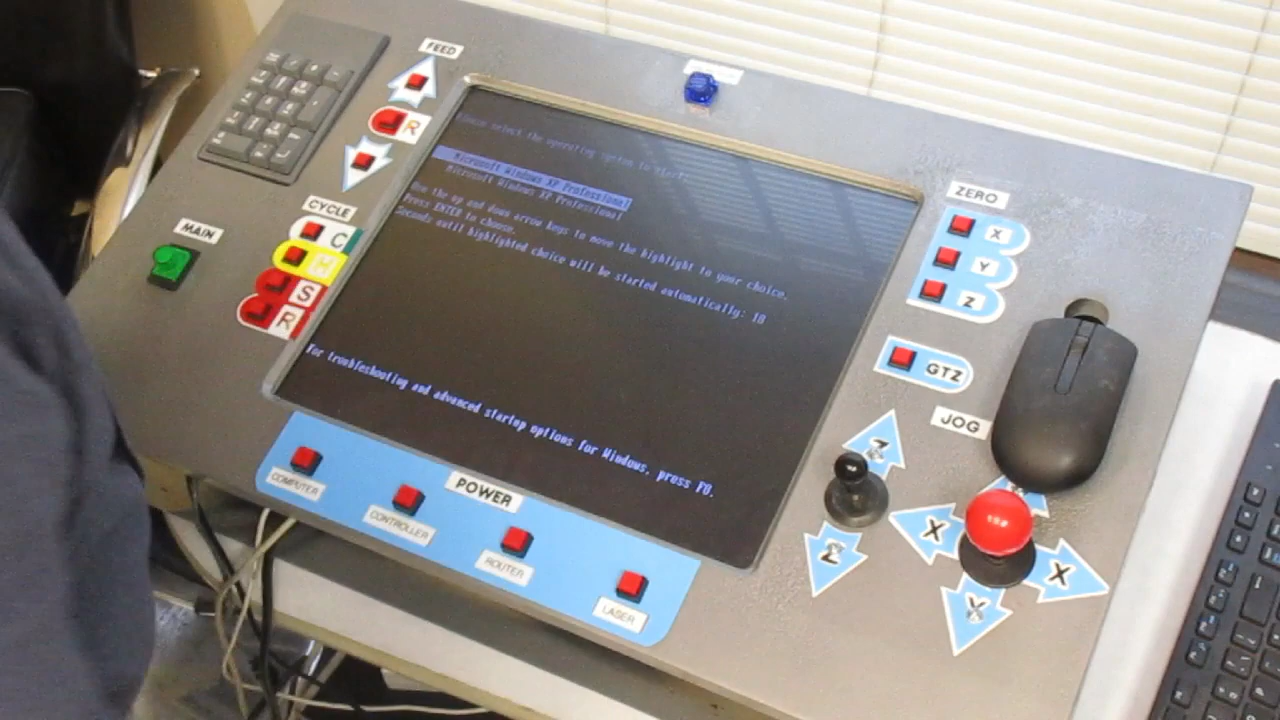 FEED
R
Please select the operating system to start:
Microsoft Windows XP Professional
Microsoft Windows XP Professional
Use the up and down arrow keys to move the highlight to your choice.
Press ENTER to choose.
Seconds until highlighted choice will be started automatically: 18
For troubleshooting and advanced startup options for Windows, press F8.
CYCLE
C
H
S
R
MAIN
ZERO
X
Y
Z
GTZ
JOG
Z
Z
X
X
Y
POWER
COMPUTER
CONTROLLER
ROUTER
LASER